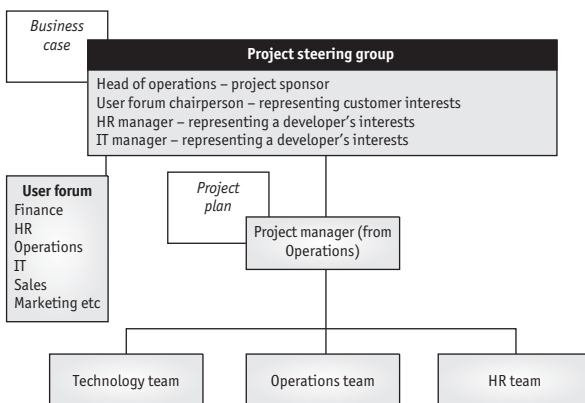 Business
case
Project steering group
Head of operations – project sponsor
User forum chairperson – representing customer interests
HR manager – representing a developer's interests
IT manager – representing a developer's interests
User forum
Finance
HR
Operations
IT
Sales
Marketing etc
Project
plan
Project manager (from
Operations)
Technology team
Operations team
HR team